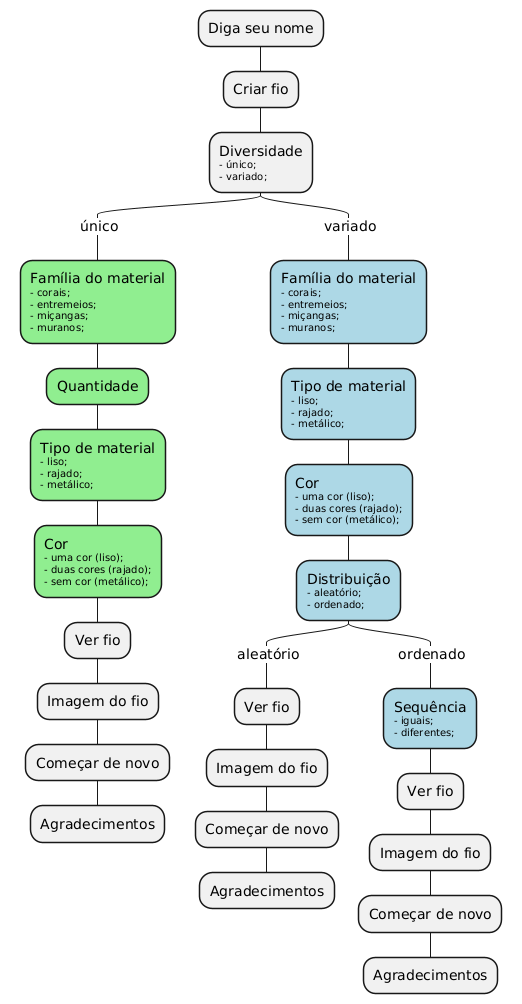 Diga seu nome
Criar fio
Diversidade
- único;
- variado;
único
Família do material
- corais;
- entremeios;
- miçangas;
- muranos;
Quantidade
Tipo de material
- liso;
- rajado;
- metálico;
Cor
- uma cor (liso);
- duas cores (rajado);
- sem cor (metálico);
Ver fio
Imagem do fio
Começar de novo
Agradecimentos
variado
Família do material
- corais;
- entremeios;
- miçangas;
- muranos;
Tipo de material
- liso;
- rajado;
- metálico;
Cor
- uma cor (liso);
- duas cores (rajado);
- sem cor (metálico);
Distribuição
- aleatório;
- ordenado;
aleatório
Ver fio
Imagem do fio
Começar de novo
Agradecimentos
ordenado
Sequência
- iguais;
- diferentes;
Ver fio
Imagem do fio
Começar de novo
Agradecimentos